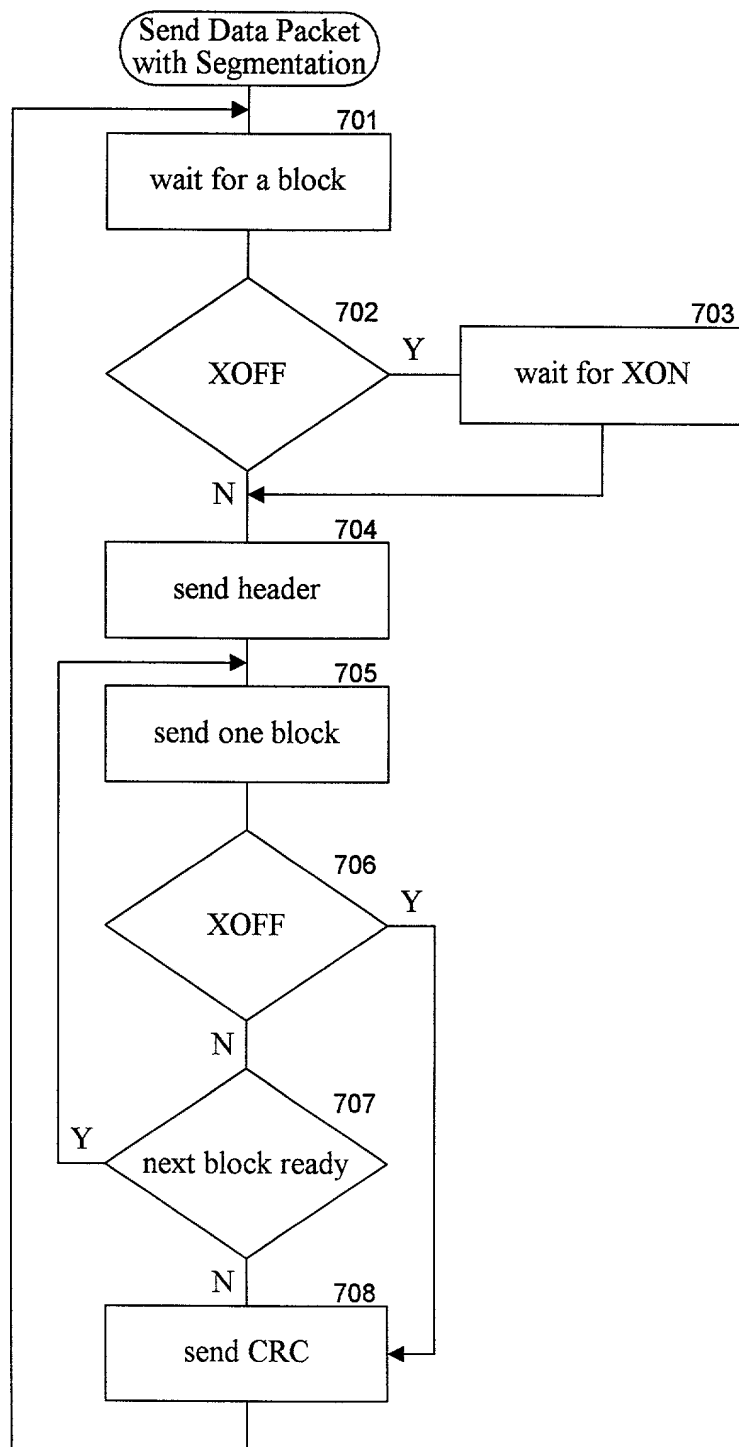 Send Data Packet
with Segmentation
701
wait for a block
702
XOFF
Y
703
wait for XON
N
704
send header
705
send one block
706
XOFF
Y
N
707
Y
next block ready
N
708
send CRC